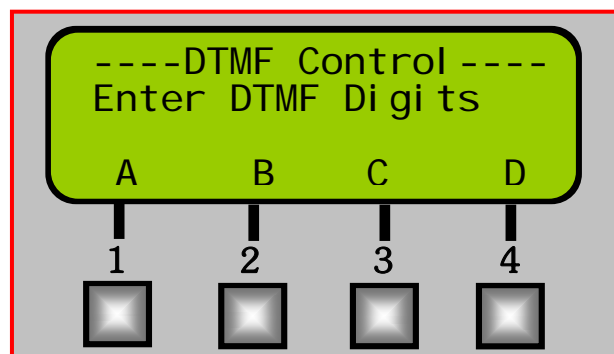 ----DTMF Control----
Enter DTMF Digits
A B C D
1 2 3 4